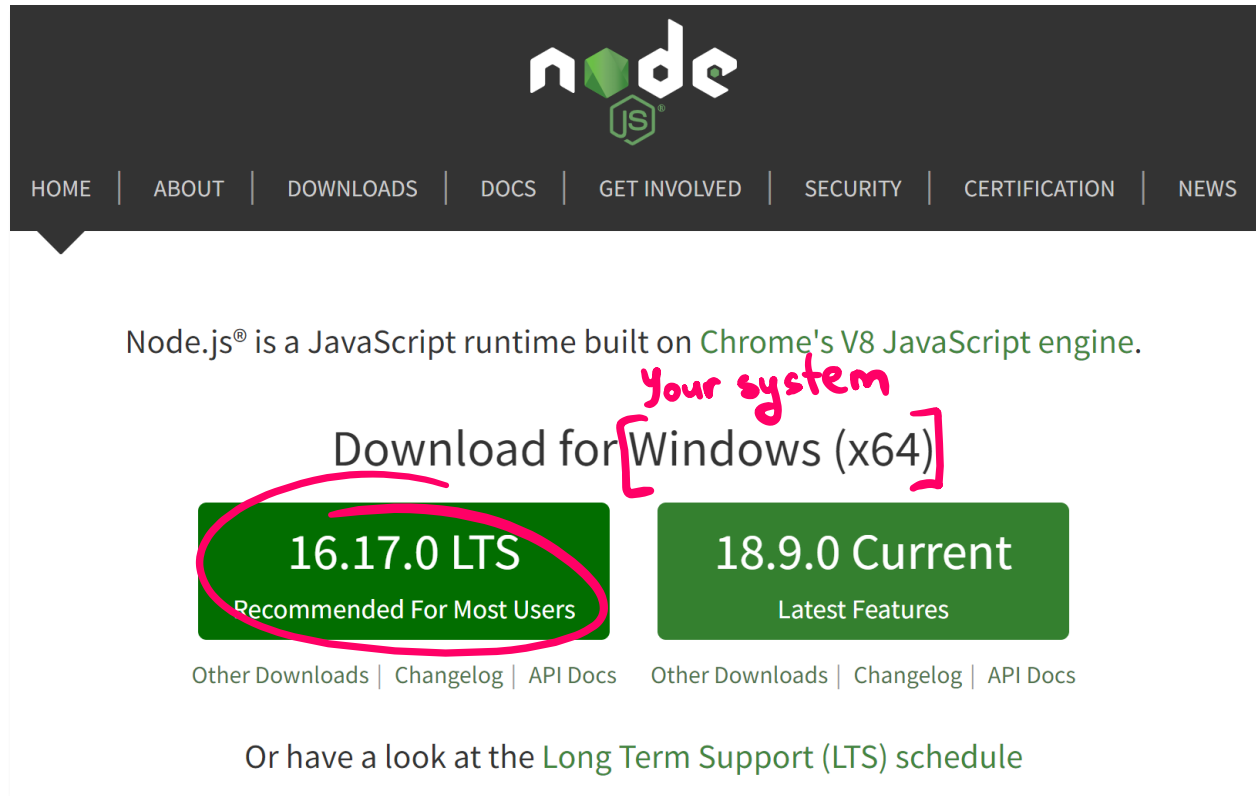 node
JS®
HOME | ABOUT | DOWNLOADS | DOCS | GET INVOLVED | SECURITY | CERTIFICATION | NEWS
Node.js® is a JavaScript runtime built on Chrome's V8 JavaScript engine.
Your system
Download for [Windows (x64)]
16.17.0 LTS
Recommended For Most Users
18.9.0 Current
Latest Features
Other Downloads | Changelog | API Docs
Other Downloads | Changelog | API Docs
Or have a look at the Long Term Support (LTS) schedule